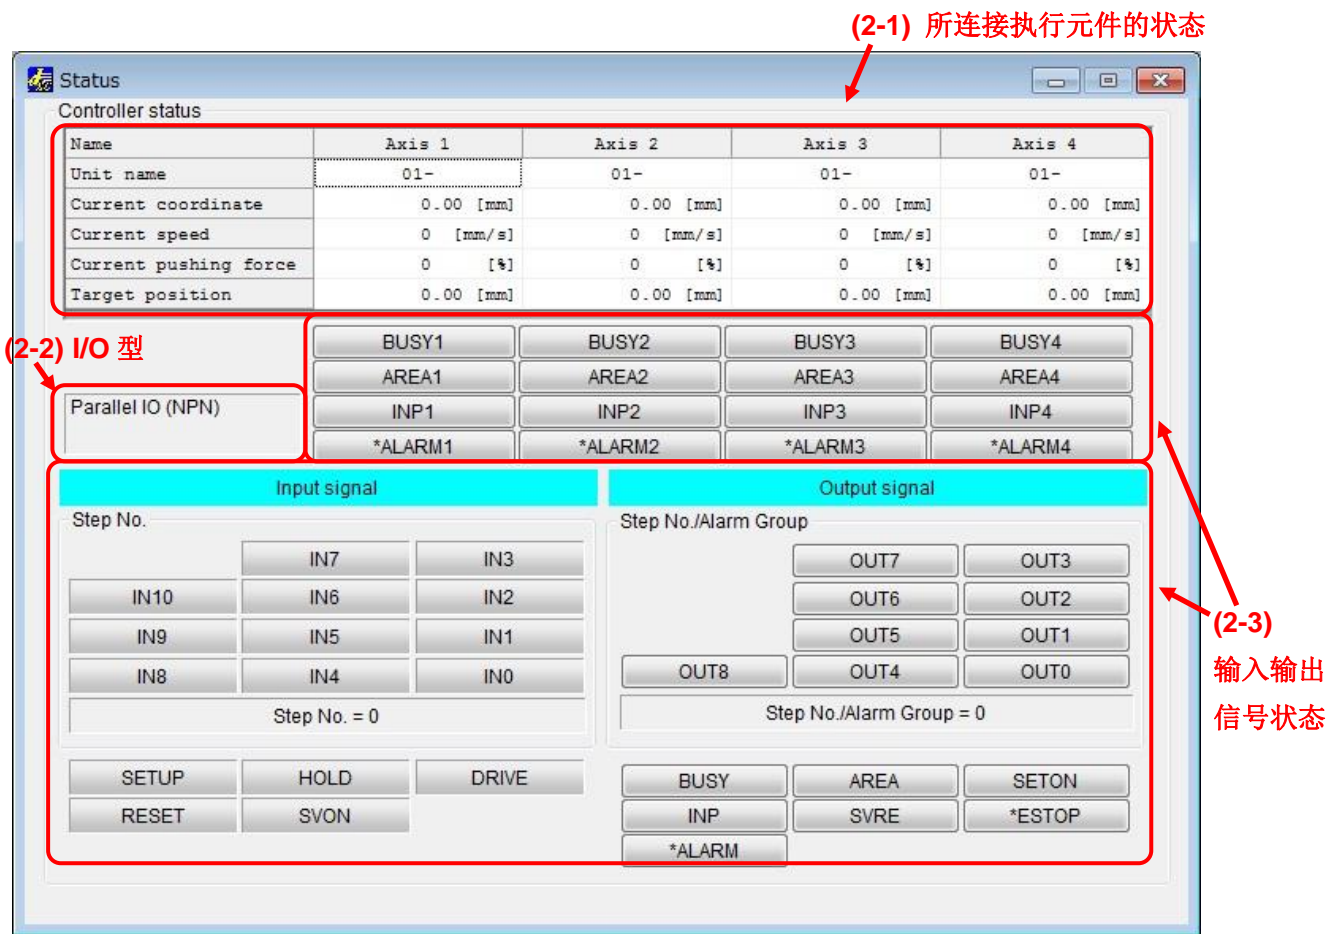 (2-1) 所连接执行元件的状态
Status
Controller status
Name Axis 1 Axis 2 Axis 3 Axis 4
Unit name 01- 01- 01- 01-
Current coordinate 0.00 [mm] 0.00 [mm] 0.00 [mm] 0.00 [mm]
Current speed 0 [mm/s] 0 [mm/s] 0 [mm/s] 0 [mm/s]
Current pushing force 0 [%] 0 [%] 0 [%] 0 [%]
Target position 0.00 [mm] 0.00 [mm] 0.00 [mm] 0.00 [mm]
(2-2) I/O 型
BUSY1 BUSY2 BUSY3 BUSY4
AREA1 AREA2 AREA3 AREA4
Parallel IO (NPN)
INP1 INP2 INP3 INP4
*ALARM1 *ALARM2 *ALARM3 *ALARM4
Input signal Output signal
Step No. Step No./Alarm Group
IN7 IN3 OUT7 OUT3
IN10 IN6 IN2 OUT6 OUT2
IN9 IN5 IN1 OUT5 OUT1
IN8 IN4 IN0 OUT8 OUT4 OUT0
Step No. = 0 Step No./Alarm Group = 0
SETUP HOLD DRIVE BUSY AREA SETON
RESET SVON INP SVRE *ESTOP
*ALARM
(2-3)
输入输出
信号状态